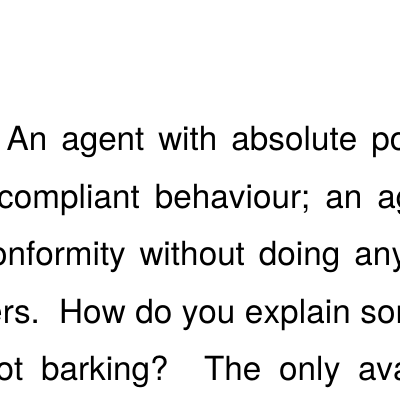 An agent with absolute po
compliant behaviour; an ag
onformity without doing any
ers. How do you explain so
ot barking? The only ava